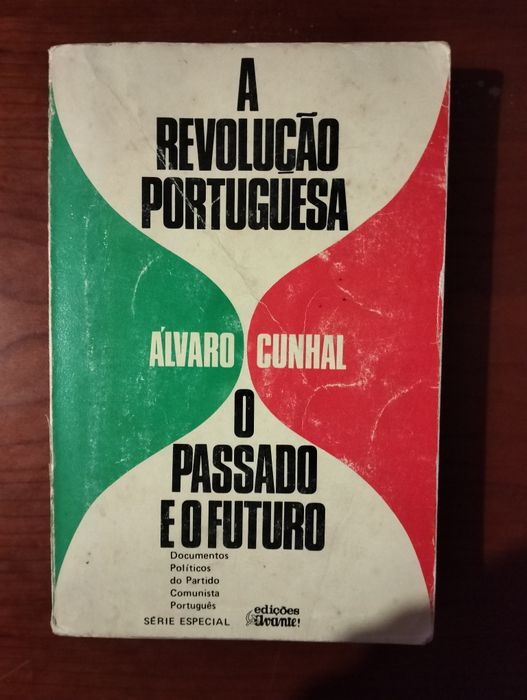 A
REVOLUÇÃO
PORTUGUESA
ÁLVARO CUNHAL
O
PASSADO
E O FUTURO
Documentos
Políticos
do Partido
Comunista
Português
SÉRIE ESPECIAL
edições
Avante!